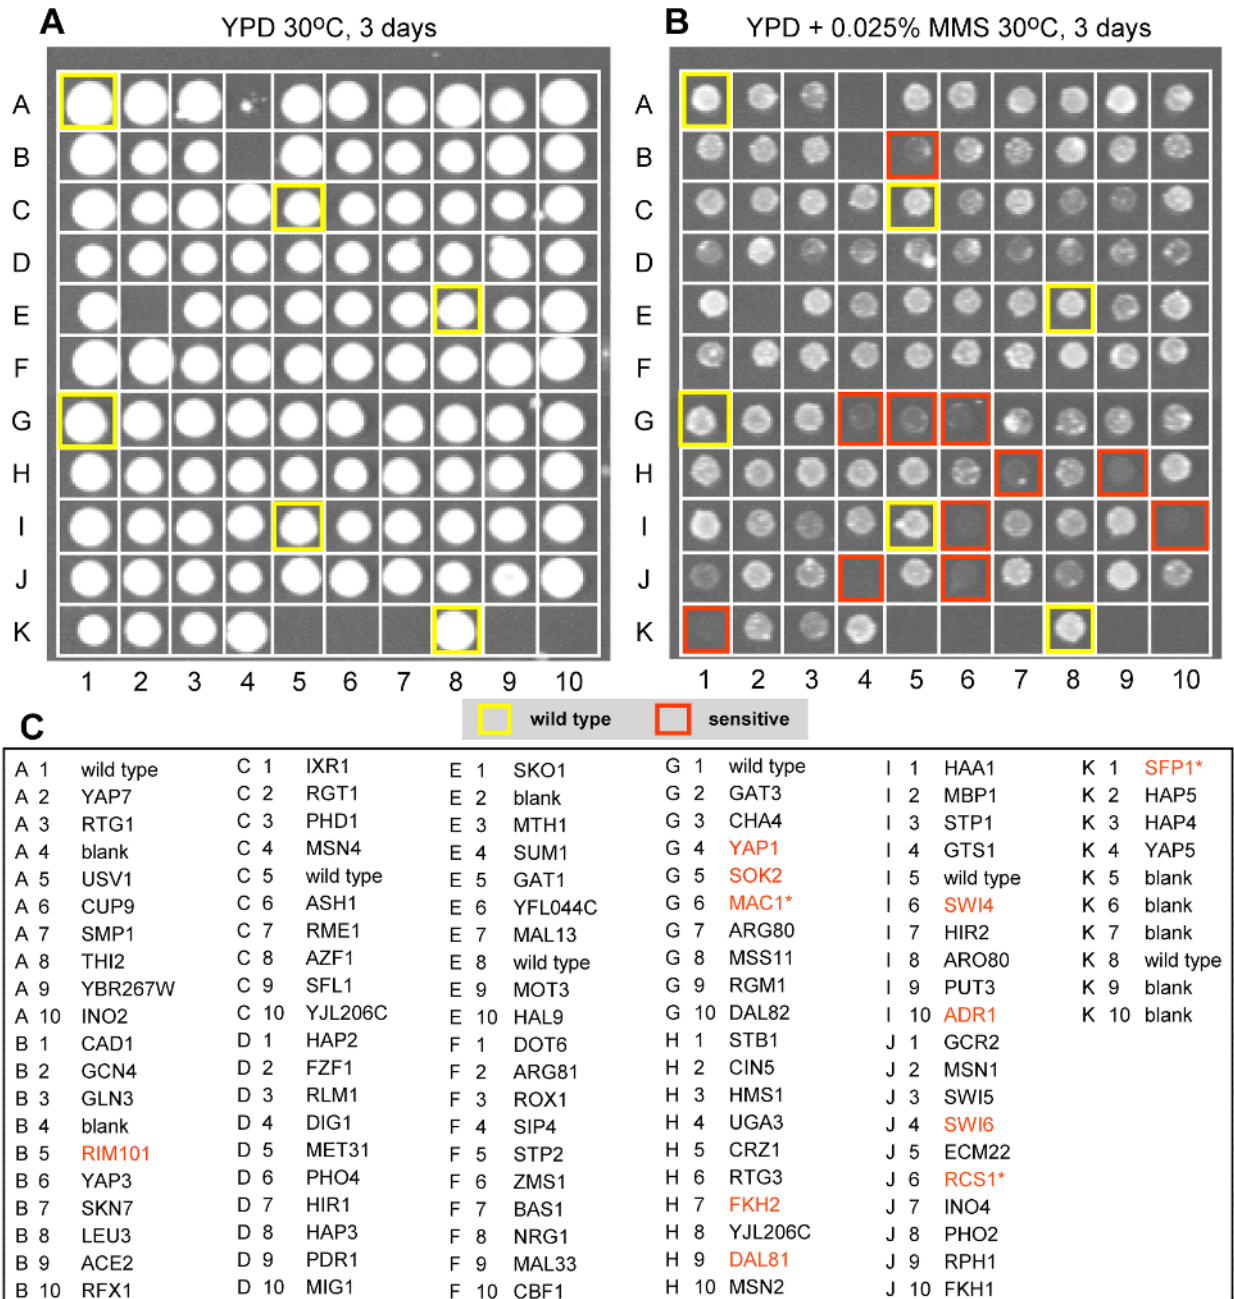 A YPD 30ºC, 3 days
B YPD + 0.025% MMS 30ºC, 3 days
A
B
C
D
E
F
G
H
I
J
K
1 2 3 4 5 6 7 8 9 10
A
B
C
D
E
F
G
H
I
J
K
1 2 3 4 5 6 7 8 9 10
wild type sensitive
C
A 1 wild type
A 2 YAP7
A 3 RTG1
A 4 blank
A 5 USV1
A 6 CUP9
A 7 SMP1
A 8 THI2
A 9 YBR267W
A 10 INO2
B 1 CAD1
B 2 GCN4
B 3 GLN3
B 4 blank
B 5 RIM101
B 6 YAP3
B 7 SKN7
B 8 LEU3
B 9 ACE2
B 10 RFX1
C 1 IXR1
C 2 RGT1
C 3 PHD1
C 4 MSN4
C 5 wild type
C 6 ASH1
C 7 RME1
C 8 AZF1
C 9 SFL1
C 10 YJL206C
D 1 HAP2
D 2 FZF1
D 3 RLM1
D 4 DIG1
D 5 MET31
D 6 PHO4
D 7 HIR1
D 8 HAP3
D 9 PDR1
D 10 MIG1
E 1 SKO1
E 2 blank
E 3 MTH1
E 4 SUM1
E 5 GAT1
E 6 YFL044C
E 7 MAL13
E 8 wild type
E 9 MOT3
E 10 HAL9
F 1 DOT6
F 2 ARG81
F 3 ROX1
F 4 SIP4
F 5 STP2
F 6 ZMS1
F 7 BAS1
F 8 NRG1
F 9 MAL33
F 10 CBF1
G 1 wild type
G 2 GAT3
G 3 CHA4
G 4 YAP1
G 5 SOK2
G 6 MAC1*
G 7 ARG80
G 8 MSS11
G 9 RGM1
G 10 DAL82
H 1 STB1
H 2 CIN5
H 3 HMS1
H 4 UGA3
H 5 CRZ1
H 6 RTG3
H 7 FKH2
H 8 YJL206C
H 9 DAL81
H 10 MSN2
I 1 HAA1
I 2 MBP1
I 3 STP1
I 4 GTS1
I 5 wild type
I 6 SWI4
I 7 HIR2
I 8 ARO80
I 9 PUT3
I 10 ADR1
J 1 GCR2
J 2 MSN1
J 3 SWI5
J 4 SWI6
J 5 ECM22
J 6 RCS1*
J 7 INO4
J 8 PHO2
J 9 RPH1
J 10 FKH1
K 1 SFP1*
K 2 HAP5
K 3 HAP4
K 4 YAP5
K 5 blank
K 6 blank
K 7 blank
K 8 wild type
K 9 blank
K 10 blank